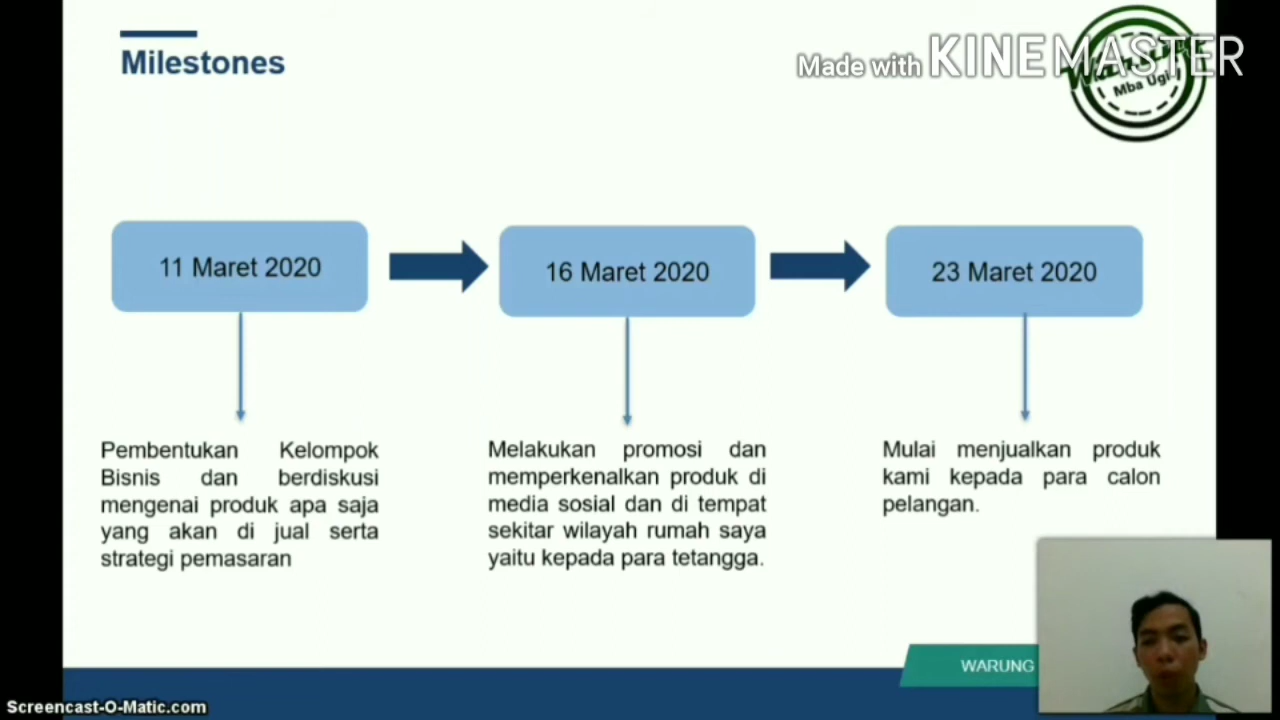 Milestones
Made with KINEMASTER
Mba Ugi
11 Maret 2020
16 Maret 2020
23 Maret 2020
Pembentukan Kelompok
Bisnis dan berdiskusi
mengenai produk apa saja
yang akan di jual serta
strategi pemasaran
Melakukan promosi dan
memperkenalkan produk di
media sosial dan di tempat
sekitar wilayah rumah saya
yaitu kepada para tetangga.
Mulai menjualkan produk
kami kepada para calon
pelangan.
WARUNG
Screencast-O-Matic.com